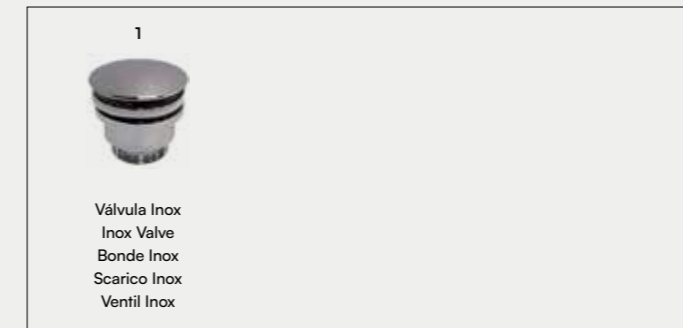 1
Válvula Inox
Inox Valve
Bonde Inox
Scarico Inox
Ventil Inox